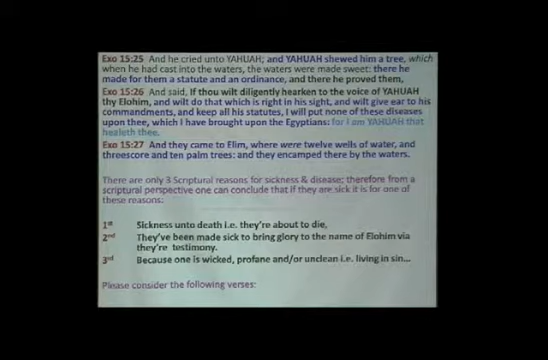 Exo 15:25 And he cried unto YAHUAH; and YAHUAH shewed him a tree, which
when he had cast into the waters, the waters were made sweet: there he
made for them a statute and an ordinance, and there he proved them,
Exo 15:26 And said, If thou wilt diligently hearken to the voice of YAHUAH
thy Elohim, and wilt do that which is right in his sight, and will give ear to his
commandments, and keep all his statutes, I will put none of these diseases
upon thee, which I have brought upon the Egyptians: for I am YAHUAH that
healeth thee.
Exo 15:27 And they came to Elim, where were twelve wells of water, and
threescore and ten palm trees: and they encamped there by the waters.
There are only 3 Scriptural reasons for sickness & disease; therefore from a
scriptural perspective one can conclude that if they are sick it is for one of
these reasons:
1st Sickness unto death i.e. they're about to die,
2nd They've been made sick to bring glory to the name of Elohim via
they're testimony.
3rd Because one is wicked, profane and/or unclean i.e. living in sin...
Please consider the following verses: